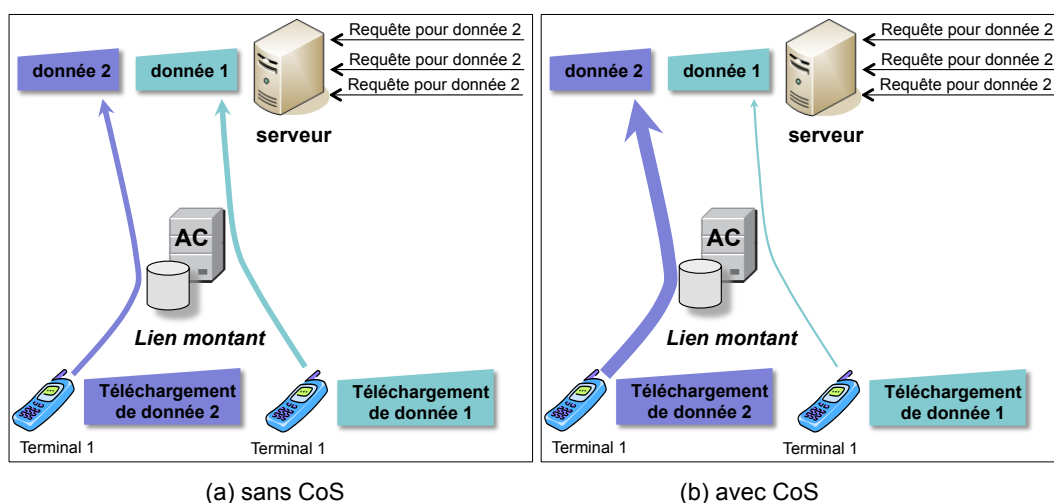 Requête pour donnée 2
donnée 2
donnée 1
Requête pour donnée 2
Requête pour donnée 2
serveur
AC
Lien montant
Téléchargement
de donnée 2
Téléchargement
de donnée 1
Terminal 1
Terminal 1
(a) sans CoS
Requête pour donnée 2
donnée 2
donnée 1
Requête pour donnée 2
Requête pour donnée 2
serveur
AC
Lien montant
Téléchargement
de donnée 2
Téléchargement
de donnée 1
Terminal 1
Terminal 1
(b) avec CoS